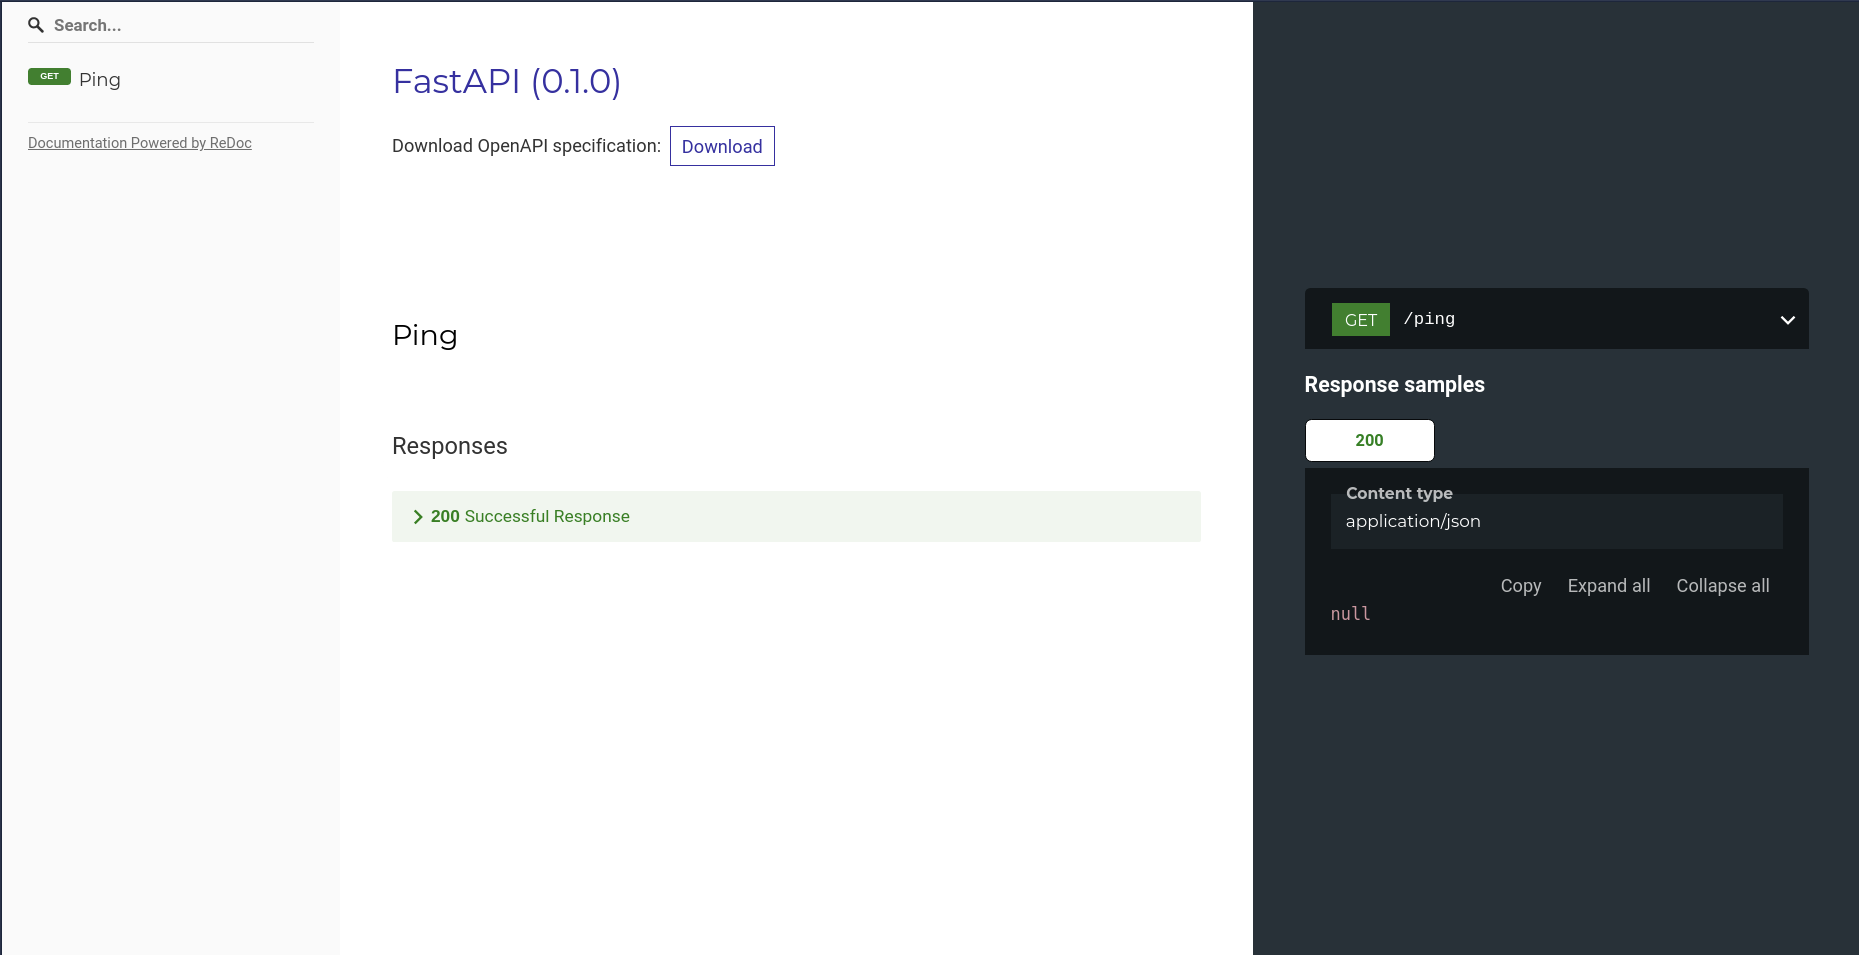 Search...
GET Ping
Documentation Powered by ReDoc
FastAPI (0.1.0)
Download OpenAPI specification: Download
Ping
Responses
200 Successful Response
GET /ping
Response samples
200
Content type
application/json
Copy Expand all Collapse all
null